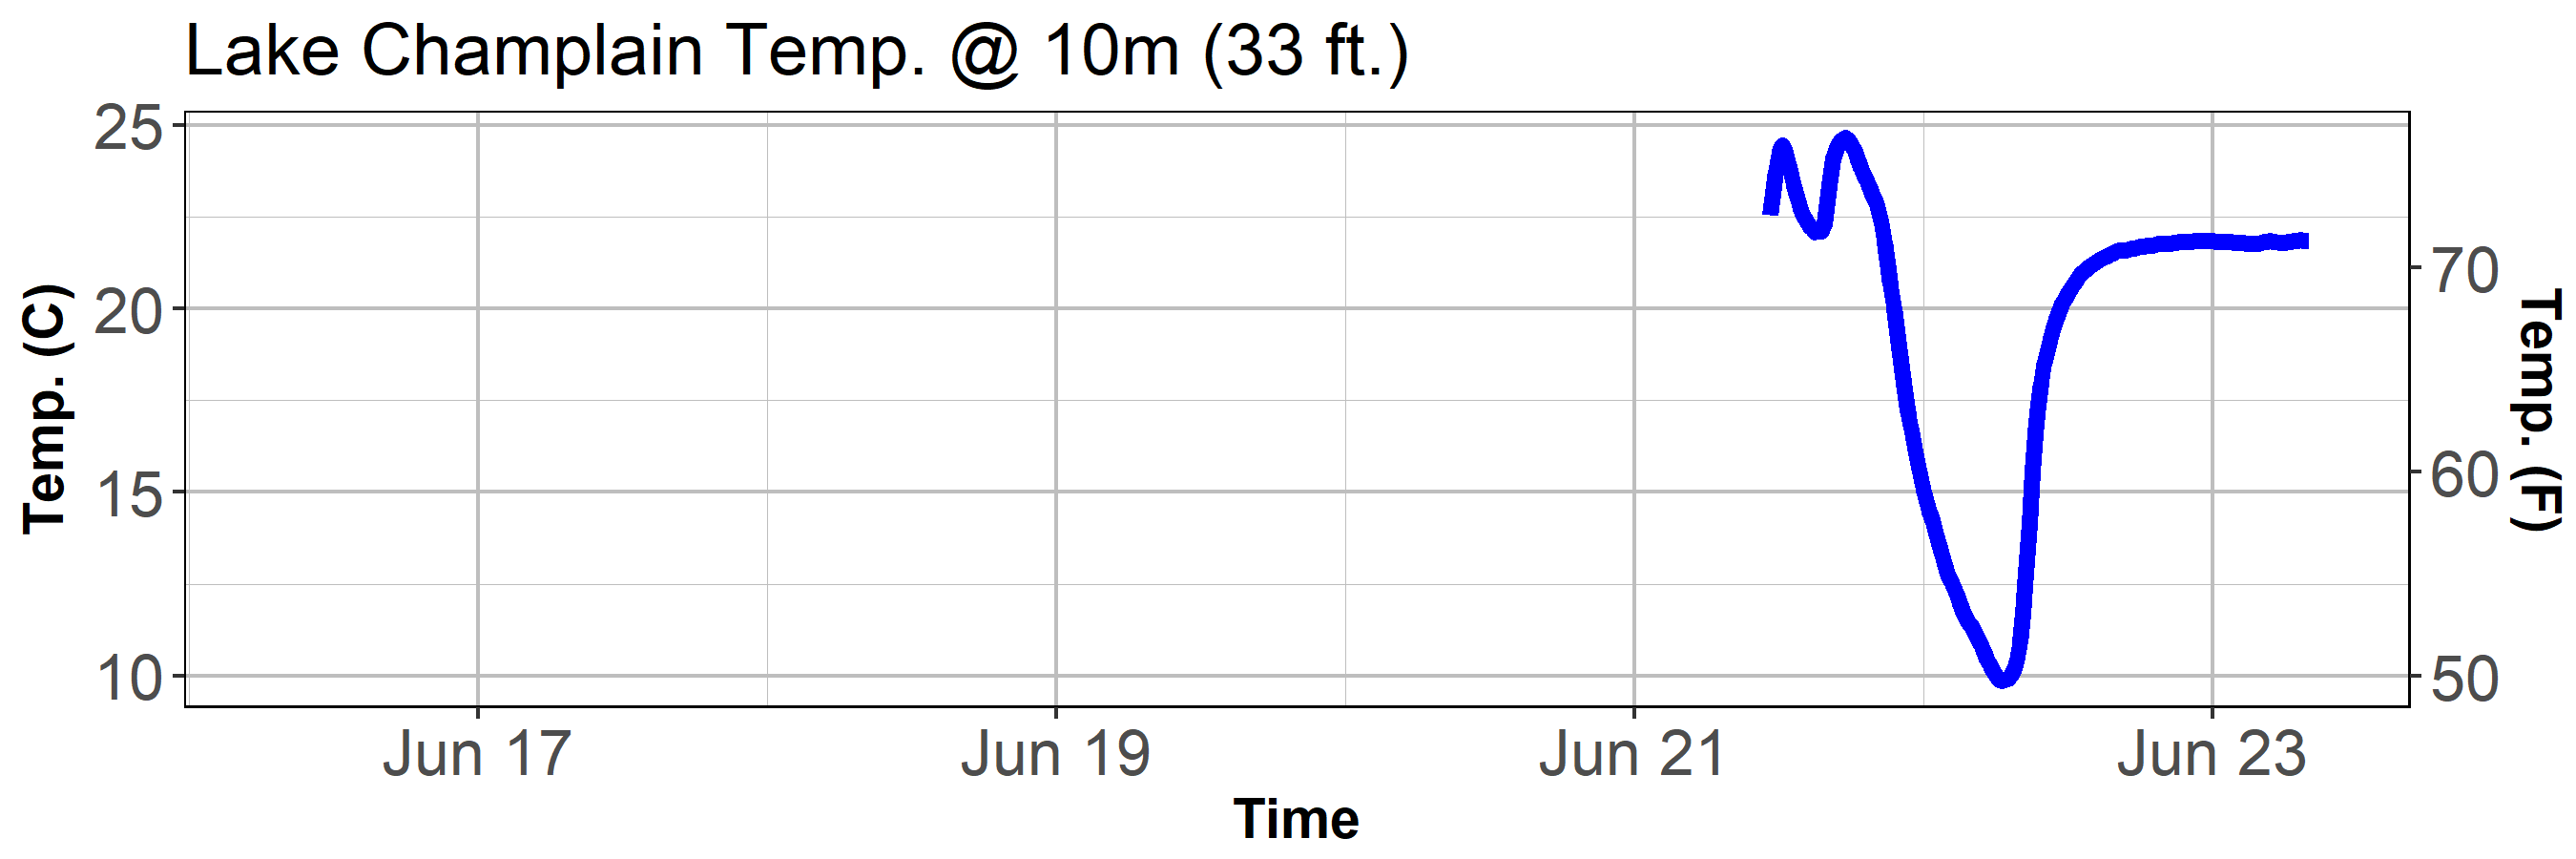 Lake Champlain Temp. @ 10m (33 ft.)
25
20
15
10
Temp. (C)
70
60
50
Temp. (F)
Jun 17
Jun 19
Jun 21
Jun 23
Time